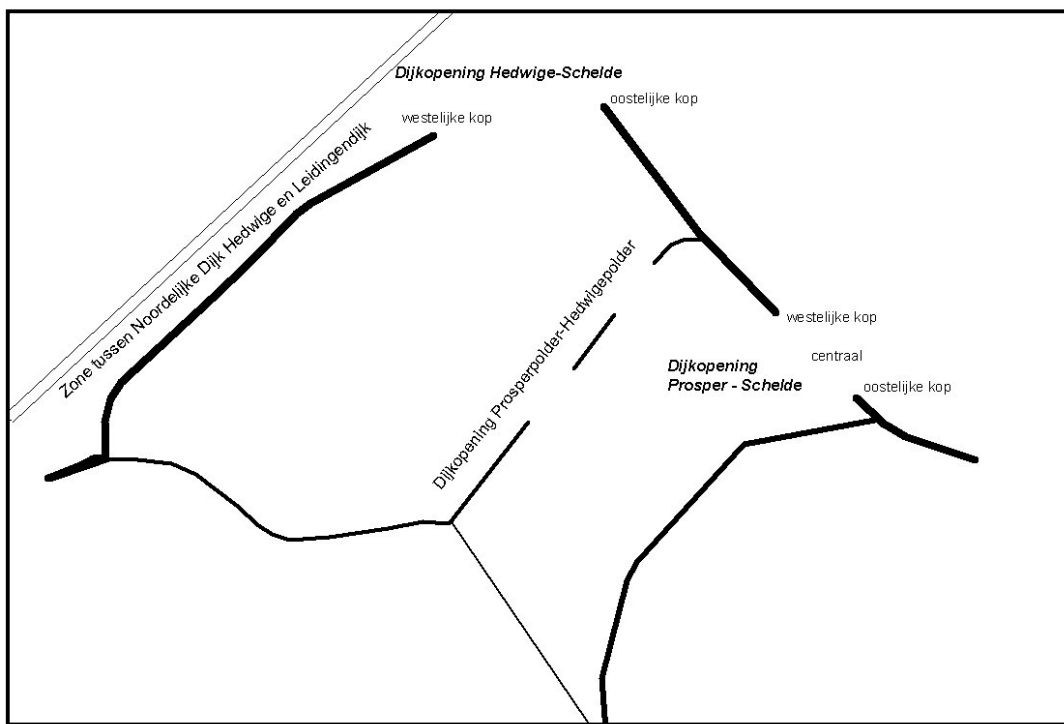 Dijkopening Hedwige-Schelde
oostelijke kop
westelijke kop
Zone tussen Noordelijke Dijk Hedwige en Leidingendijk
Dijkopening Prosperpolder-Hedwigepolder
westelijke kop
centraal
Dijkopening
Prosper - Schelde
oostelijke kop